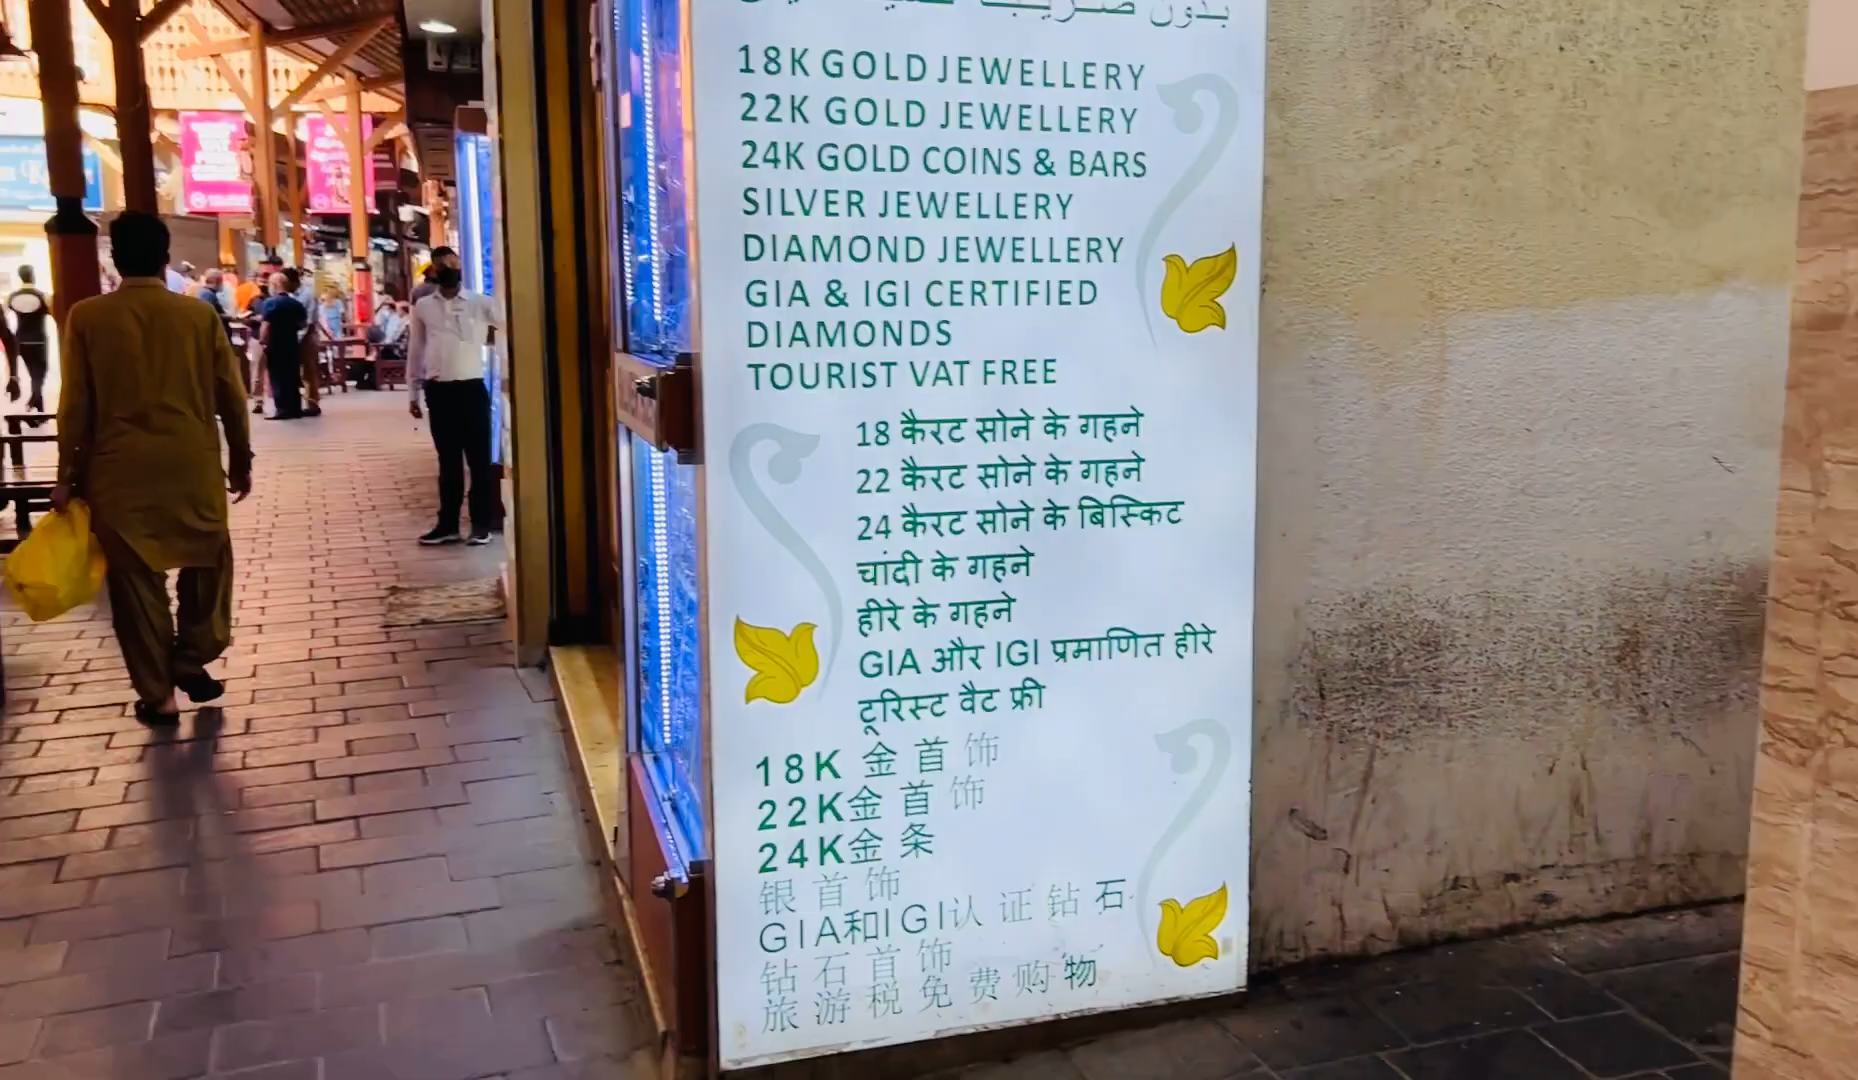 بدون ضريبة
18K GOLD JEWELLERY
22K GOLD JEWELLERY
24K GOLD COINS & BARS
SILVER JEWELLERY
DIAMOND JEWELLERY
GIA & IGI CERTIFIED
DIAMONDS
TOURIST VAT FREE
18 कैरट सोने के गहने
22 कैरट सोने के गहने
24 कैरट सोने के बिस्किट
चांदी के गहने
हीरे के गहने
GIA और IGI प्रमाणित हीरे
टूरिस्ट वैट फ्री
18K 金首饰
22K金首饰
24K金条
银首饰
GIA和IGI认证钻石
钻石首饰
旅游税免费购物